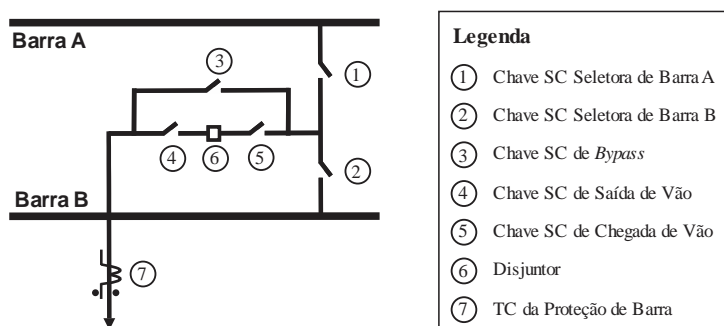 Barra A
3
1
4
6
5
2
Barra B
7
Legenda
1 Chave SC Seletora de Barra A
2 Chave SC Seletora de Barra B
3 Chave SC de Bypass
4 Chave SC de Saída de Vão
5 Chave SC de Chegada de Vão
6 Disjuntor
7 TC da Proteção de Barra